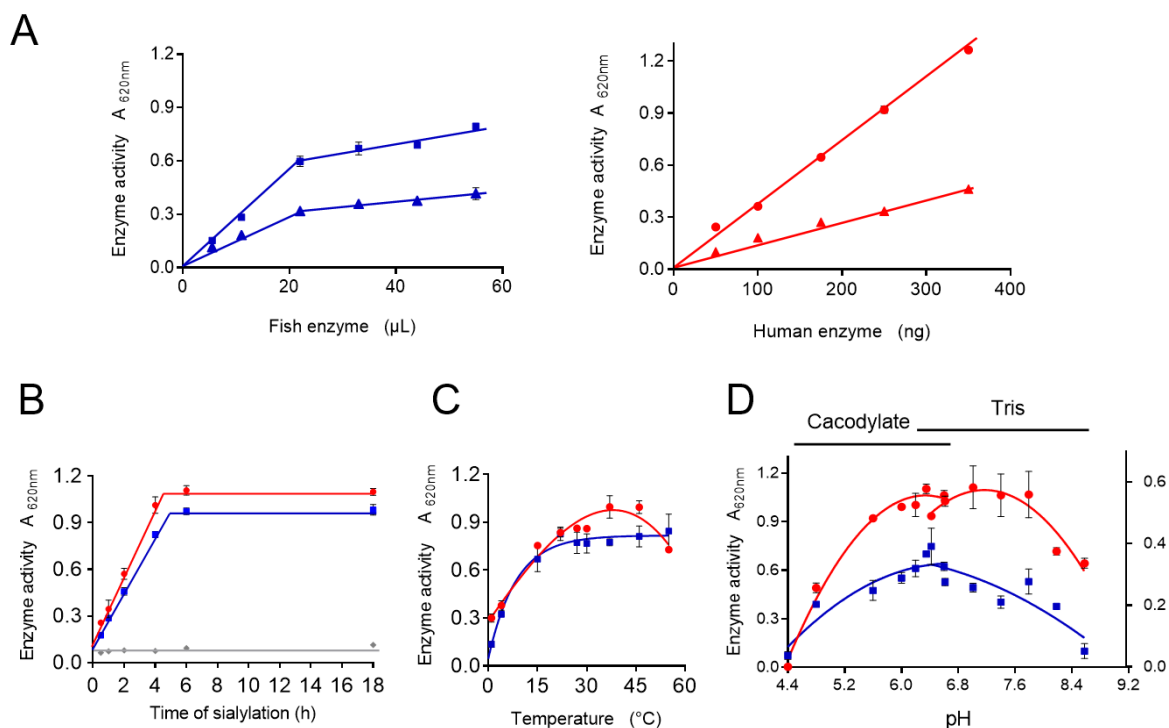 A
Enzyme activity A 620nm
1.2
0.9
0.6
0.3
0.0
0 20 40 60
Fish enzyme (µL)
Enzyme activity A 620nm
1.2
0.9
0.6
0.3
0.0
0 100 200 300 400
Human enzyme (ng)
B
Enzyme activity A 620nm
1.2
0.9
0.6
0.3
0.0
0 2 4 6 8 10 12 14 16 18
Time of sialylation (h)
C
Enzyme activity A 620nm
1.2
0.9
0.6
0.3
0.0
0 15 30 45 60
Temperature (°C)
D
Cacodylate
Tris
Enzyme activity A620nm
1.2
0.9
0.6
0.3
0.0
0.6
0.4
0.2
0.0
4.4 5.2 6.0 6.8 7.6 8.4 9.2
pH